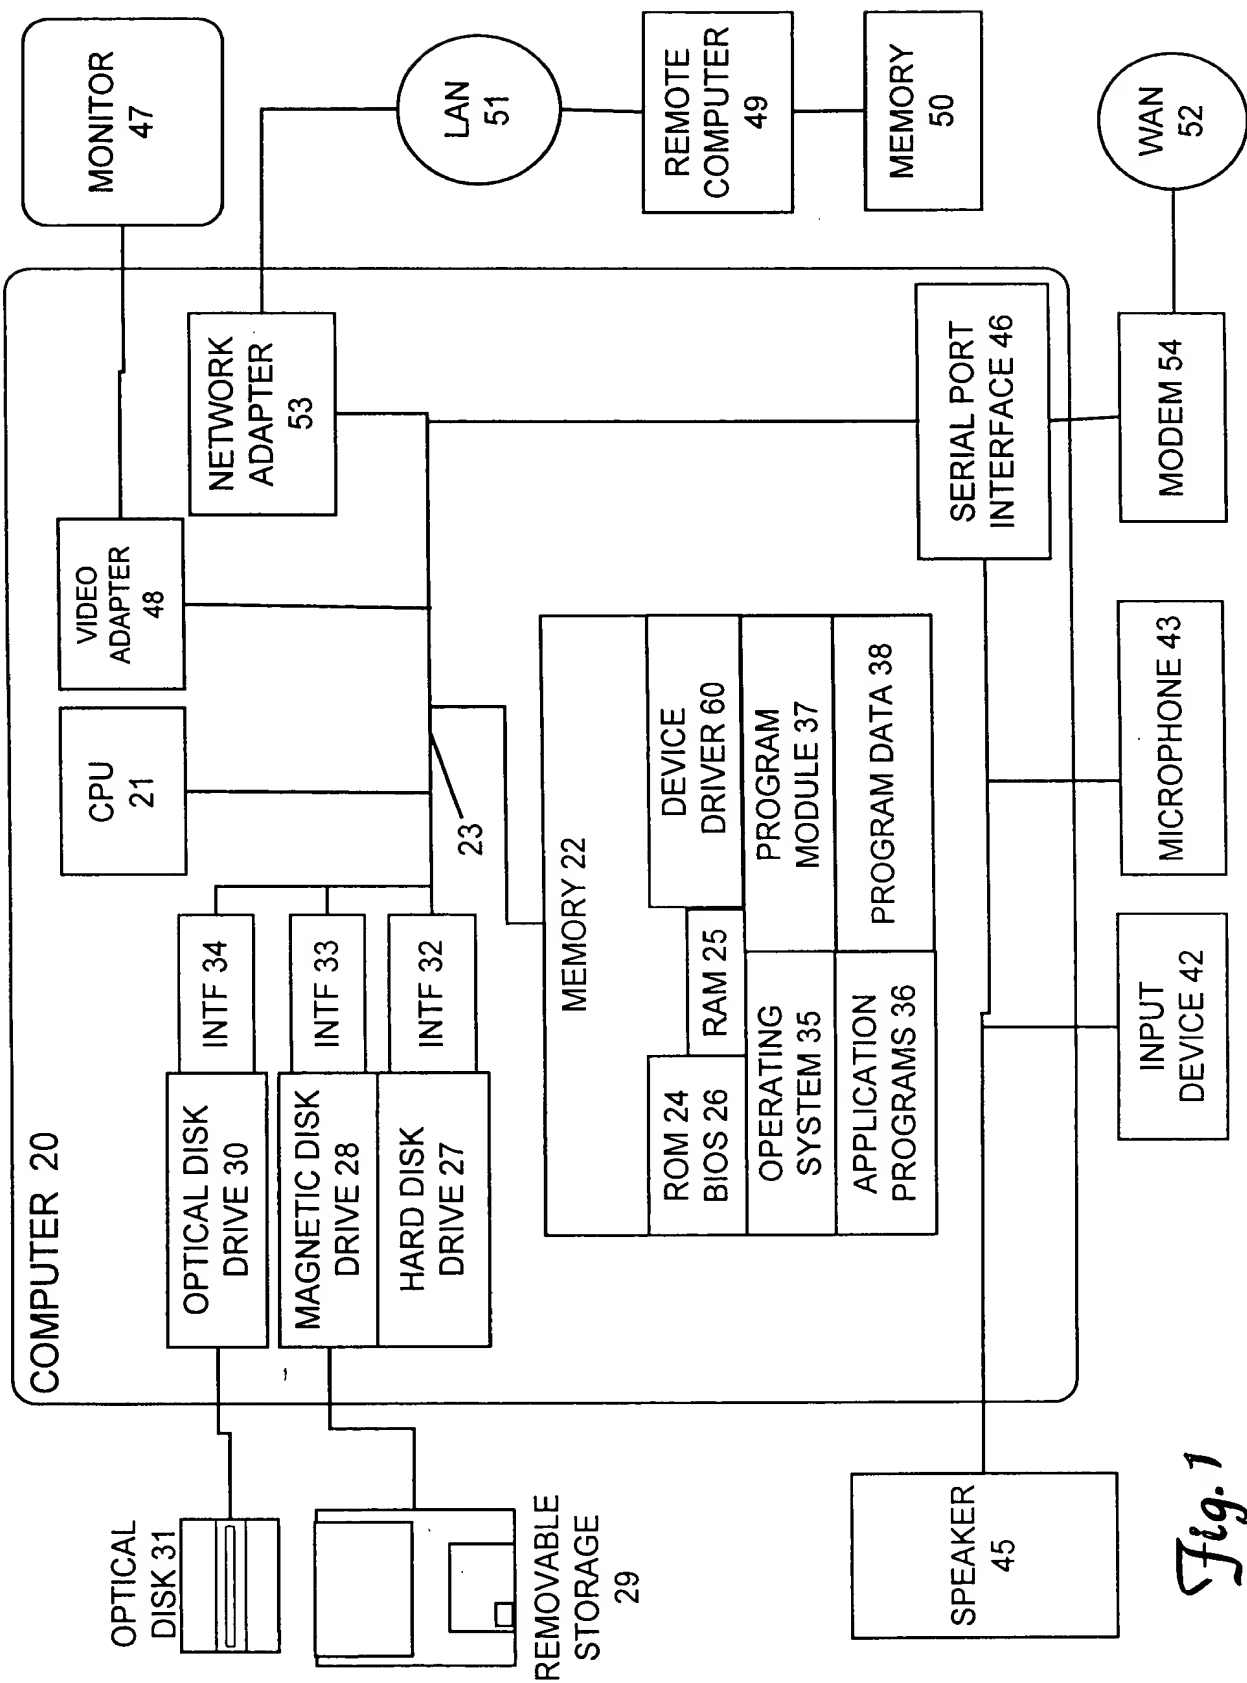 COMPUTER 20
OPTICAL
DISK 31
REMOVABLE
STORAGE
29
SPEAKER
45
OPTICAL DISK
DRIVE 30
INTF 34
MAGNETIC DISK
DRIVE 28
INTF 33
HARD DISK
DRIVE 27
INTF 32
CPU
21
VIDEO
ADAPTER
48
MONITOR
47
NETWORK
ADAPTER
53
LAN
51
REMOTE
COMPUTER
49
MEMORY
50
23
MEMORY 22
ROM 24
BIOS 26
RAM 25
DEVICE
DRIVER 60
OPERATING
SYSTEM 35
PROGRAM
MODULE 37
APPLICATION
PROGRAMS 36
PROGRAM DATA 38
SERIAL PORT
INTERFACE 46
INPUT
DEVICE 42
MICROPHONE 43
MODEM 54
WAN
52
Fig. 1